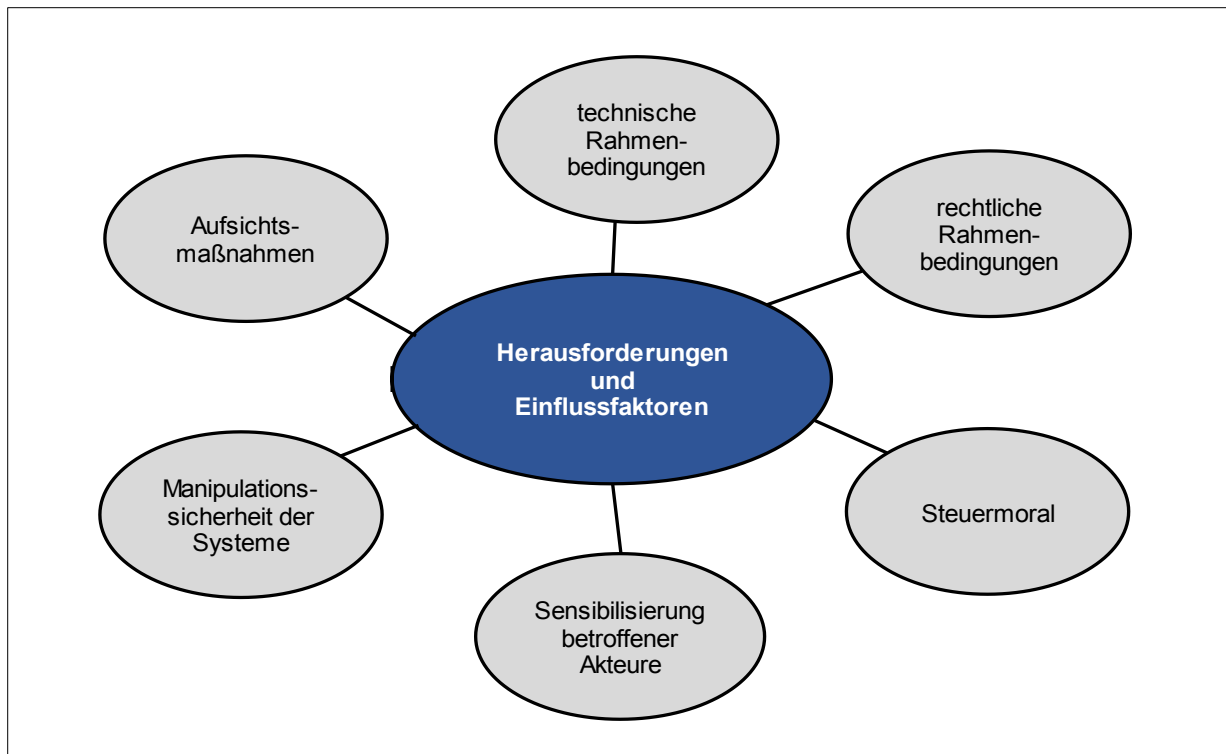 technische
Rahmen-
bedingungen
rechtliche
Rahmen-
bedingungen
Aufsichts-
maßnahmen
Herausforderungen
und
Einflussfaktoren
Manipulations-
sicherheit der
Systeme
Steuermoral
Sensibilisierung
betroffener
Akteure